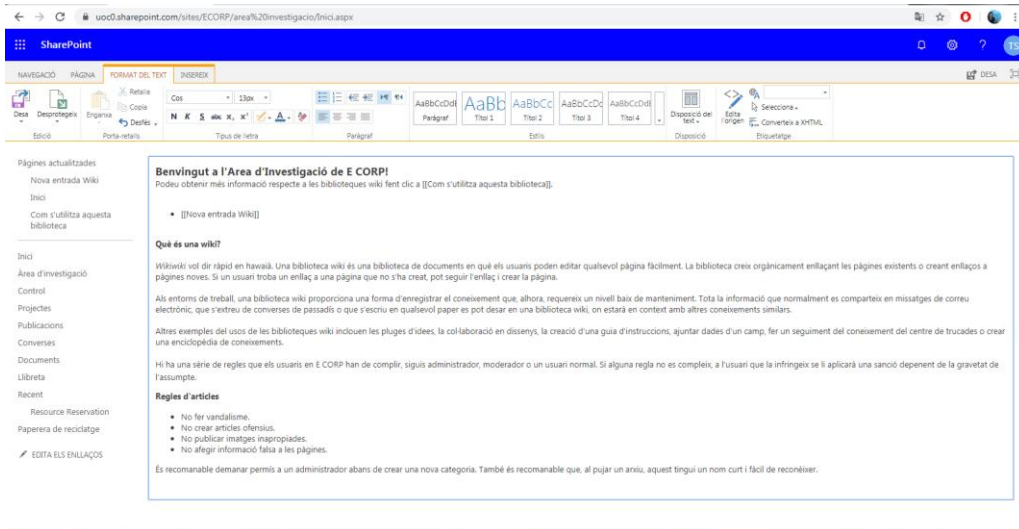 uoc0.sharepoint.com/sites/ECORP/area%20investigacio/Inici.aspx
SharePoint
TS
NAVEGACIÓ PÀGINA FORMAT DEL TEXT INSEREIX
DESA
Desa
Desprotegeix
Edició
Enganxa
Retalla
Copia
Desfés
Porta-retalls
Cos 13px
N K S abc x, x'
Tipus de lletra
Paràgraf
AaBbCcDdI Paràgraf
AaBb Títol 1
AaBbCc Títol 2
AaBbCcDc Títol 3
AaBbCcDdI Títol 4
Estils
Disposició del text
Disposició
Edita l'origen
Selecciona
Converteix a XHTML
Etiquetatge
Pàgines actualitzades
Nova entrada Wiki
Inici
Com s'utilitza aquesta
biblioteca
Inici
Àrea d'investigació
Control
Projectes
Publicacions
Converses
Documents
Llibreta
Recent
Resource Reservation
Paperera de reciclatge
EDITA ELS ENLLAÇOS
Benvingut a l'Area d'Investigació de E CORP!
Podeu obtenir més informació respecte a les biblioteques wiki fent clic a [[Com s'utilitza aquesta biblioteca]].
• [[Nova entrada Wiki]]
Què és una wiki?
Wikiwiki vol dir ràpid en hawaià. Una biblioteca wiki és una biblioteca de documents en què els usuaris poden editar qualsevol pàgina fàcilment. La biblioteca creix orgànicament enllaçant les pàgines existents o creant enllaços a
pàgines noves. Si un usuari troba un enllaç a una pàgina que no s'ha creat, pot seguir l'enllaç i crear la pàgina.
Als entorns de treball, una biblioteca wiki proporciona una forma d'enregistrar el coneixement que, alhora, requereix un nivell baix de manteniment. Tota la informació que normalment es comparteix en missatges de correu
electrònic, que s'extreu de converses de passadís o que s'escriu en qualsevol paper es pot desar en una biblioteca wiki, on estarà en context amb altres coneixements similars.
Altres exemples del usos de les biblioteques wiki inclouen les pluges d'idees, la col·laboració en dissenys, la creació d'una guia d'instruccions, ajuntar dades d'un camp, fer un seguiment del coneixement del centre de trucades o crear
una enciclopèdia de coneixements.
Hi ha una sèrie de regles que els usuaris en E CORP han de complir, siguis administrador, moderador o un usuari normal. Si alguna regla no es compleix, a l'usuari que la infringeix se li aplicarà una sanció depenent de la gravetat de
l'assumpte.
Regles d'articles
• No fer vandalisme.
• No crear articles ofensius.
• No publicar imatges inapropiades.
• No afegir informació falsa a les pàgines.
És recomanable demanar permís a un administrador abans de crear una nova categoria. També és recomanable que, al pujar un arxiu, aquest tingui un nom curt i fàcil de reconèixer.